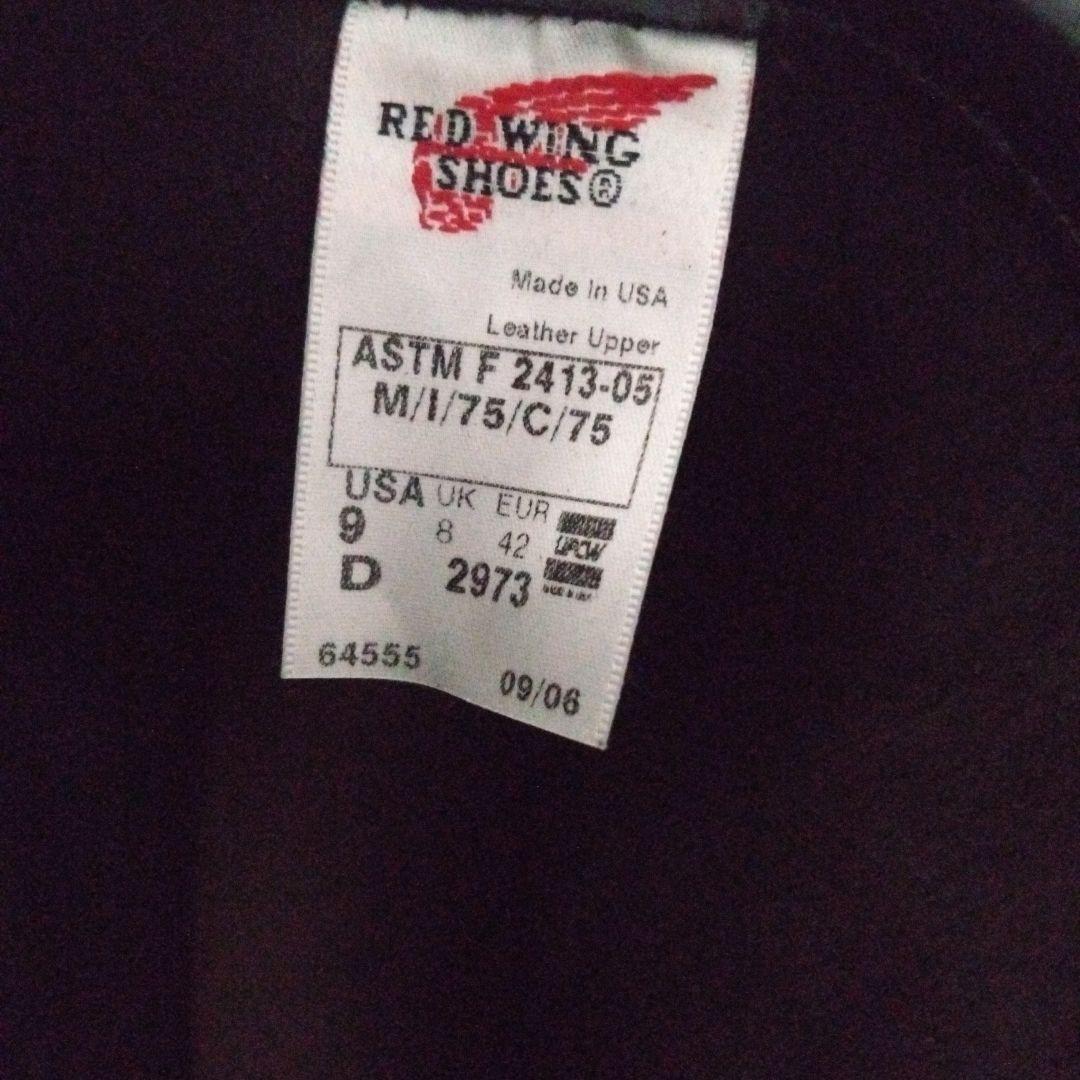 RED WING
SHOES®
Made in USA
Leather Upper
ASTM F 2413-05
M/I/75/C/75
USA UK EUR
9 8 42 UFCW
D 2973
64555
09/06